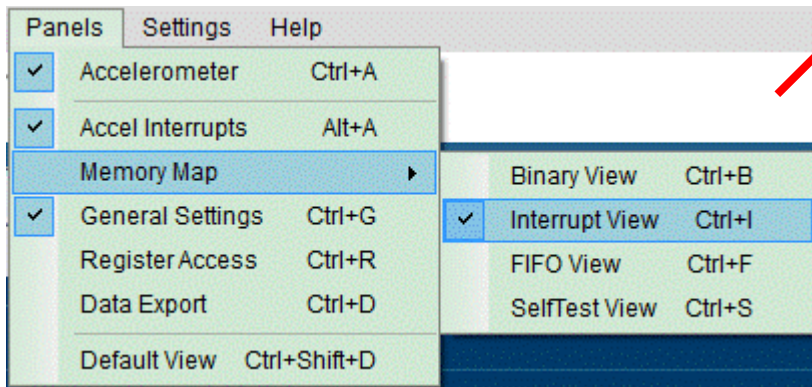 Panels Settings Help
Accelerometer Ctrl+A
Accel Interrupts Alt+A
Memory Map
General Settings Ctrl+G
Register Access Ctrl+R
Data Export Ctrl+D
Default View Ctrl+Shift+D
Binary View Ctrl+B
Interrupt View Ctrl+I
FIFO View Ctrl+F
SelfTest View Ctrl+S